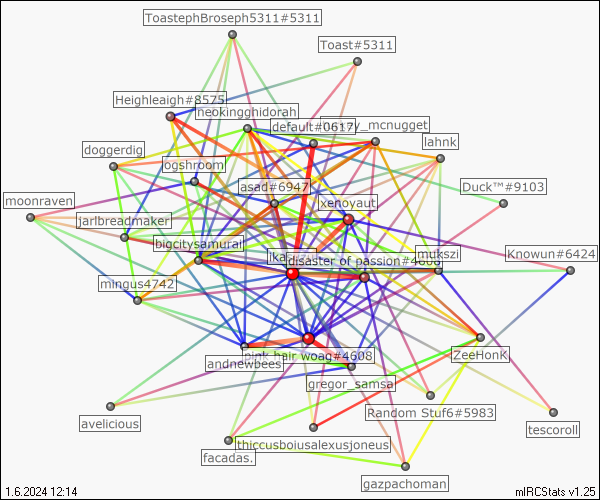 ToastephBroseph5311#5311
Toast#5311
Heighleaigh#8575
neokingghidorah
default#0617
y_mcnugget
lahnk
doggerdig
ogshroom
asad#6947
Duck™#9103
moonraven
xenoyaut
jarlbreadmaker
bigcitysamurai
disaster of passion#4608
mukszi
Knowun#6424
mingus4742
pink hair woag#4608
andnewbees
ZeeHonK
gregor_samsa
avelicious
Random Stuf6#5983
tescoroll
thiccusboiusalexusjoneus
facadas.
gazpachoman
1.6.2024 12:14
mIRCStats v1.25